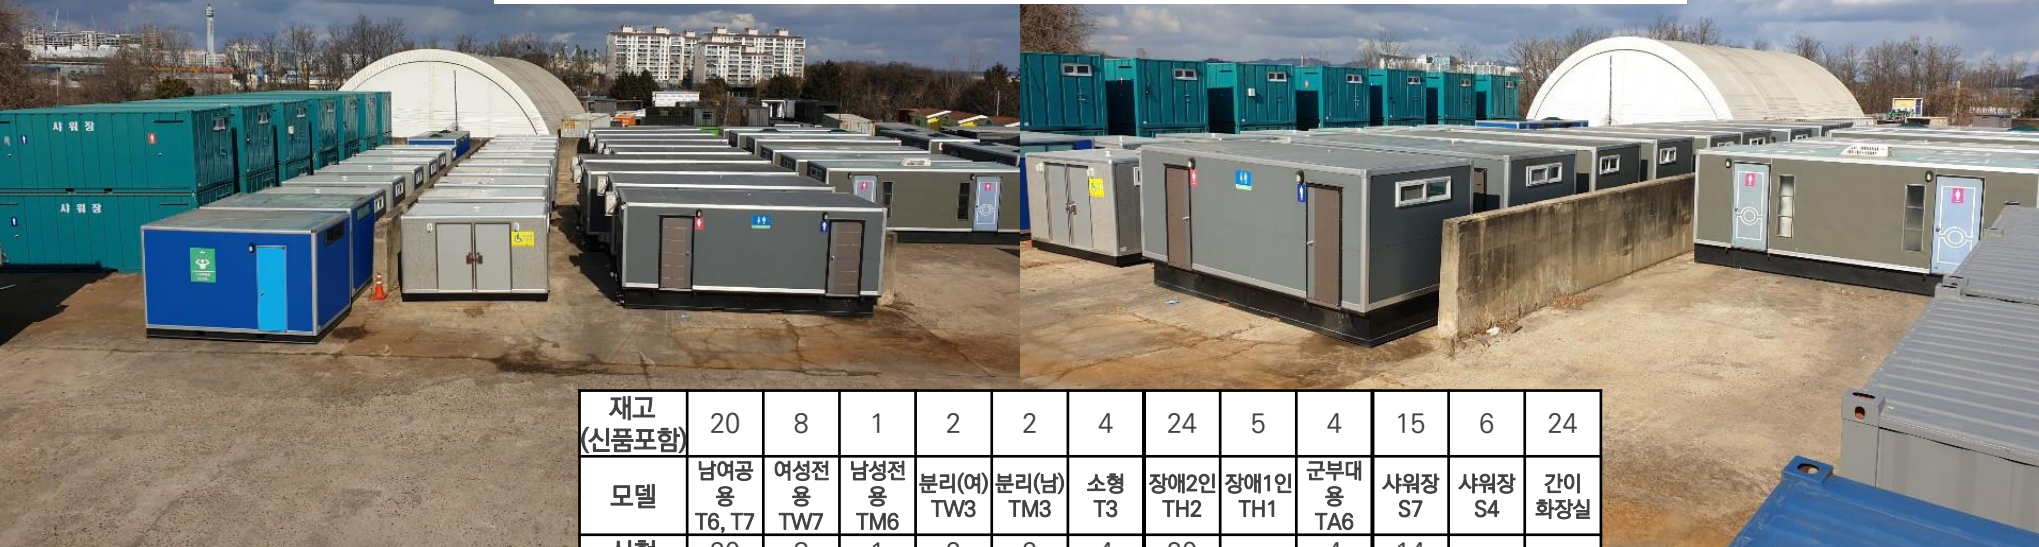 샤워장
샤워장
재고
(신품포함)
20 8 1 2 2 4 24 5 4 15 6 24
모델
남여공
용
T6, T7
여성전
용
TW7
남성전
용
TM6
분리(여)
TW3
분리(남)
TM3
소형
T3
장애2인
TH2
장애1인
TH1
군부대
용
TA6
샤워장
S7
샤워장
S4
간이
화장실